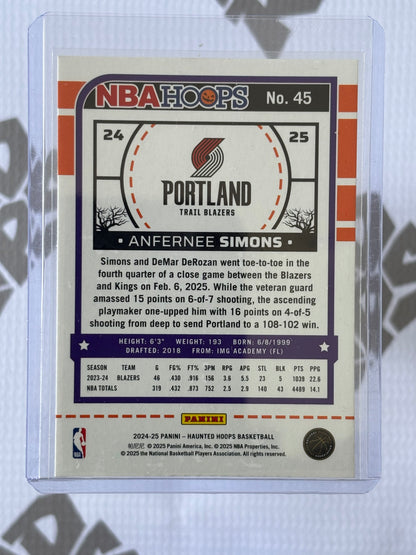 NBA HOOPS No. 45
24 25
PORTLAND
TRAIL BLAZERS
• ANFERNEE SIMONS •
Simons and DeMar DeRozan went toe-to-toe in the
fourth quarter of a close game between the Blazers
and Kings on Feb. 6, 2025. While the veteran guard
amassed 15 points on 6-of-7 shooting, the ascending
playmaker one-upped him with 16 points on 4-of-5
shooting from deep to send Portland to a 108-102 win.
HEIGHT: 6'3" WEIGHT: 193 BORN: 6/8/1999
DRAFTED: 2018 FROM: IMG ACADEMY (FL)
SEASON TEAM G FG% FT% 3PM RPG APG STL BLK PTS PPG
2023-24 BLAZERS 46 .430 .916 156 3.6 5.5 23 5 1039 22.6
NBA TOTALS 319 .432 .873 752 2.5 2.9 140 43 4489 14.1
PANINI
2024-25 PANINI – HAUNTED HOOPS BASKETBALL
帕尼尼 © 2025 Panini America, Inc. © 2025 NBA Properties, Inc.
© 2025 the National Basketball Players Association. All rights reserved.
NBA